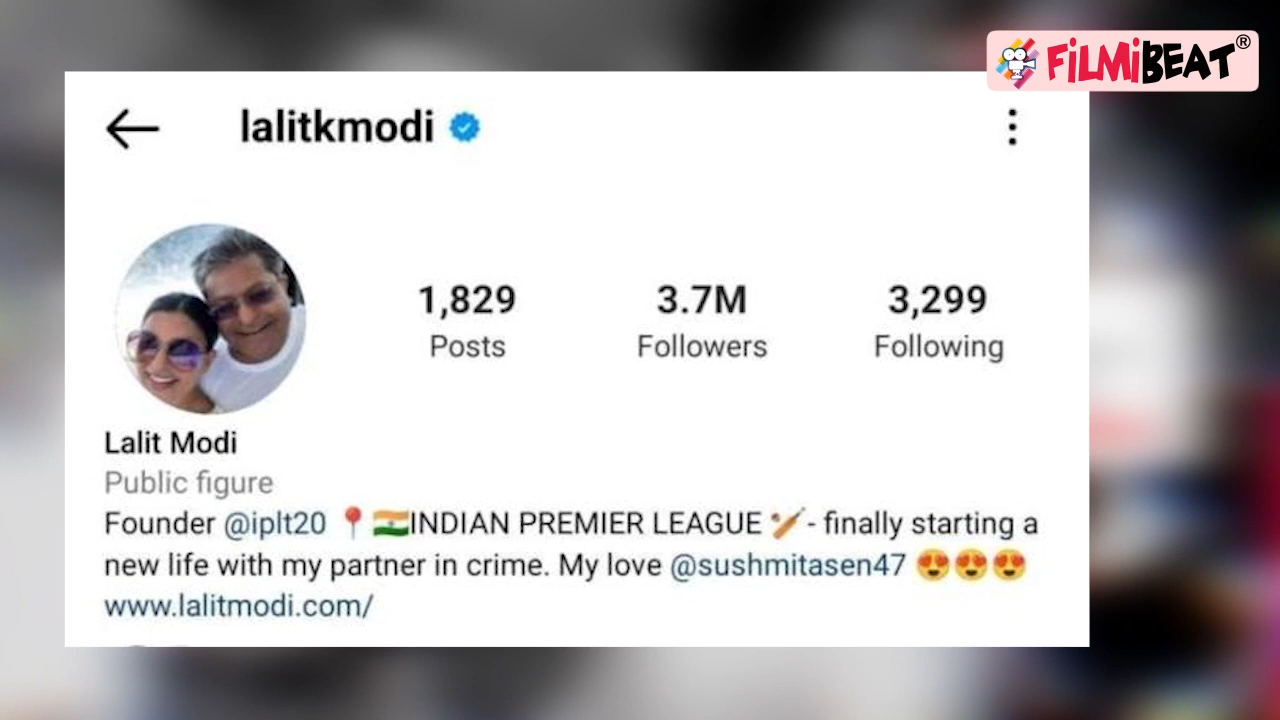 FiLMiBEAT®
lalitkmodi
1,829 3.7M 3,299
Posts Followers Following
Lalit Modi
Public figure
Founder @iplt20 📍🇮🇳INDIAN PREMIER LEAGUE 🏏- finally starting a
new life with my partner in crime. My love @sushmitasen47 😍😍😍
www.lalitmodi.com/